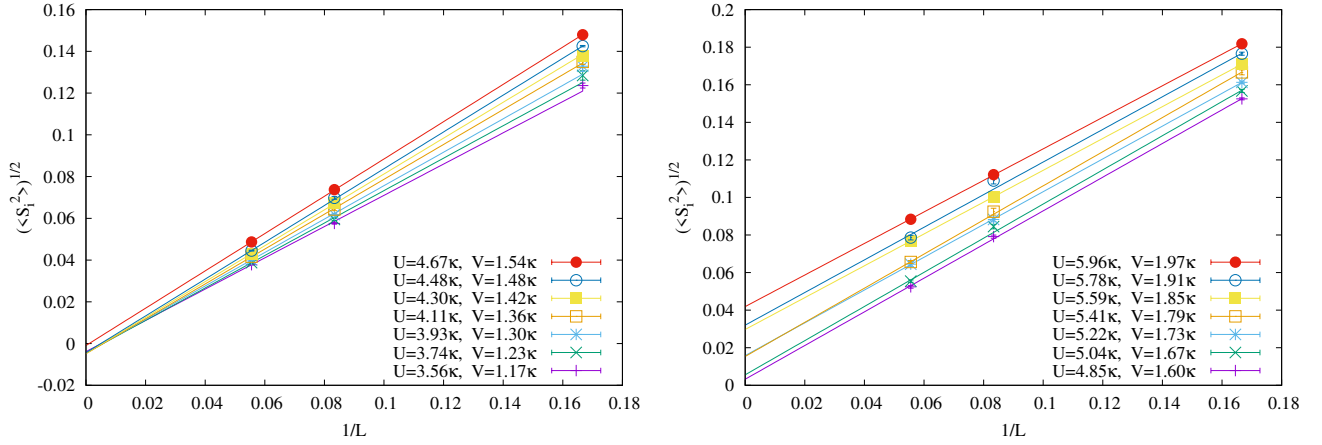 0.16
0.14
0.12
0.1
0.08
0.06
0.04
0.02
0
-0.02
(<S_i^2>)^{1/2}
U=4.67κ, V=1.54κ
U=4.48κ, V=1.48κ
U=4.30κ, V=1.42κ
U=4.11κ, V=1.36κ
U=3.93κ, V=1.30κ
U=3.74κ, V=1.23κ
U=3.56κ, V=1.17κ
0 0.02 0.04 0.06 0.08 0.1 0.12 0.14 0.16 0.18
1/L
0.2
0.18
0.16
0.14
0.12
0.1
0.08
0.06
0.04
0.02
0
(<S_i^2>)^{1/2}
U=5.96κ, V=1.97κ
U=5.78κ, V=1.91κ
U=5.59κ, V=1.85κ
U=5.41κ, V=1.79κ
U=5.22κ, V=1.73κ
U=5.04κ, V=1.67κ
U=4.85κ, V=1.60κ
0 0.02 0.04 0.06 0.08 0.1 0.12 0.14 0.16 0.18
1/L